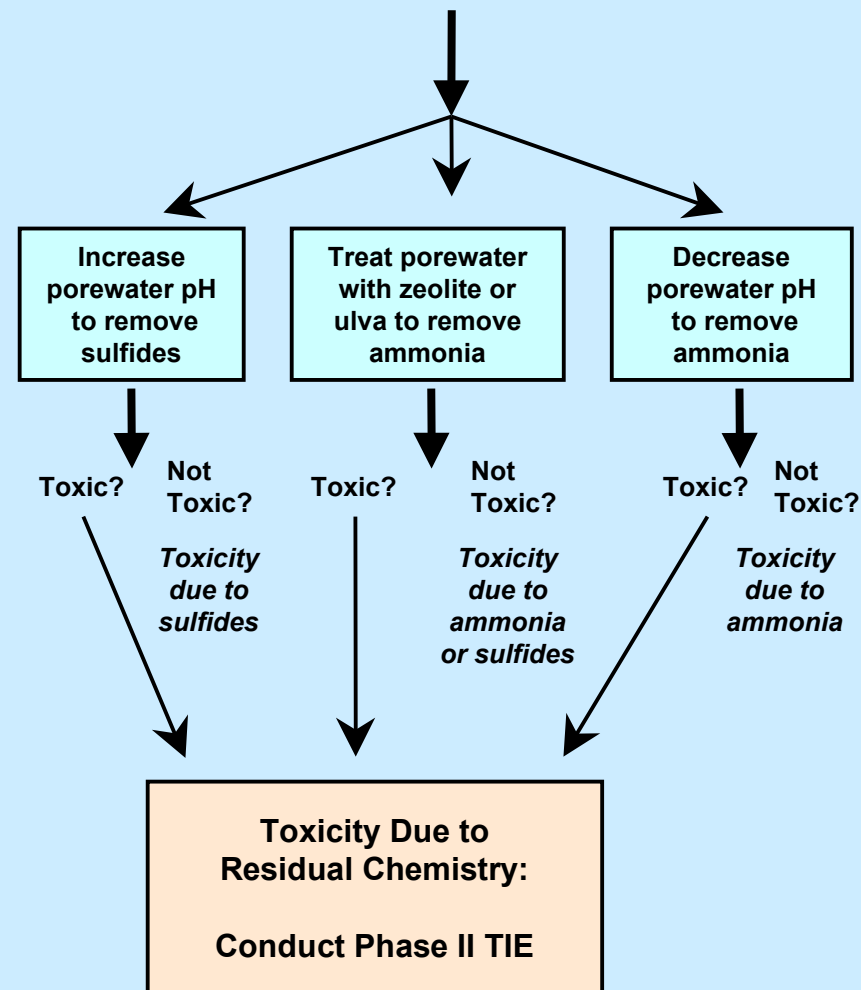 Increase
porewater pH
to remove
sulfides
Treat porewater
with zeolite or
ulva to remove
ammonia
Decrease
porewater pH
to remove
ammonia
Toxic?
Not
Toxic?
Toxicity
due to
sulfides
Toxic?
Not
Toxic?
Toxicity
due to
ammonia
or sulfides
Toxic?
Not
Toxic?
Toxicity
due to
ammonia
Toxicity Due to
Residual Chemistry:
Conduct Phase II TIE